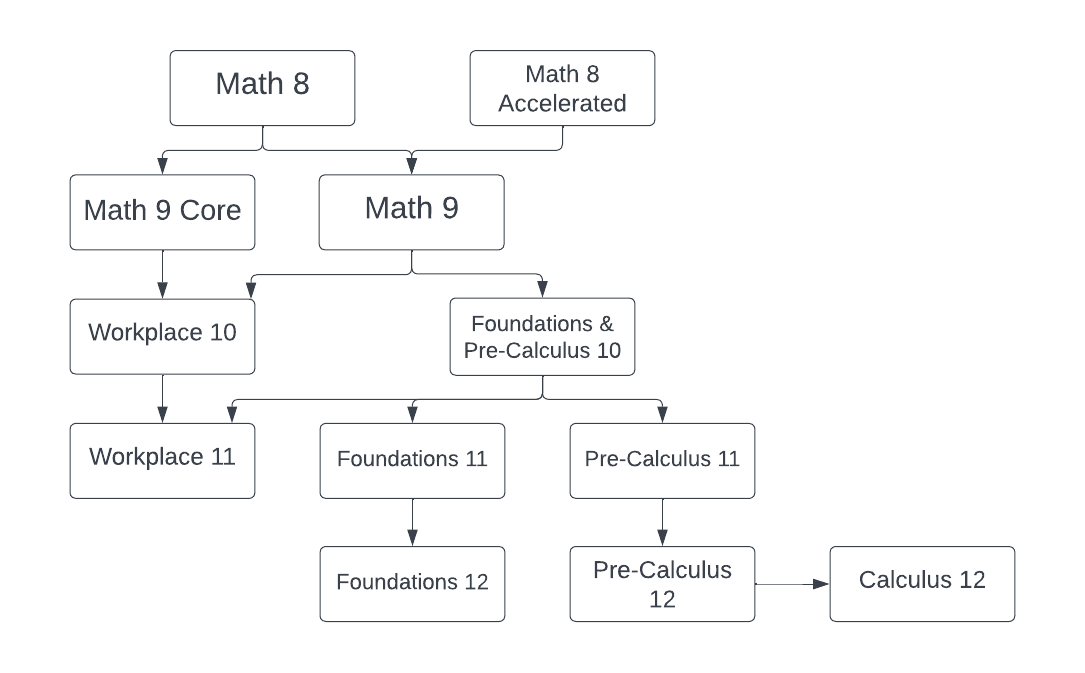 Math 8
Math 8
Accelerated
Math 9 Core
Math 9
Workplace 10
Foundations &
Pre-Calculus 10
Workplace 11
Foundations 11
Pre-Calculus 11
Foundations 12
Pre-Calculus
12
Calculus 12